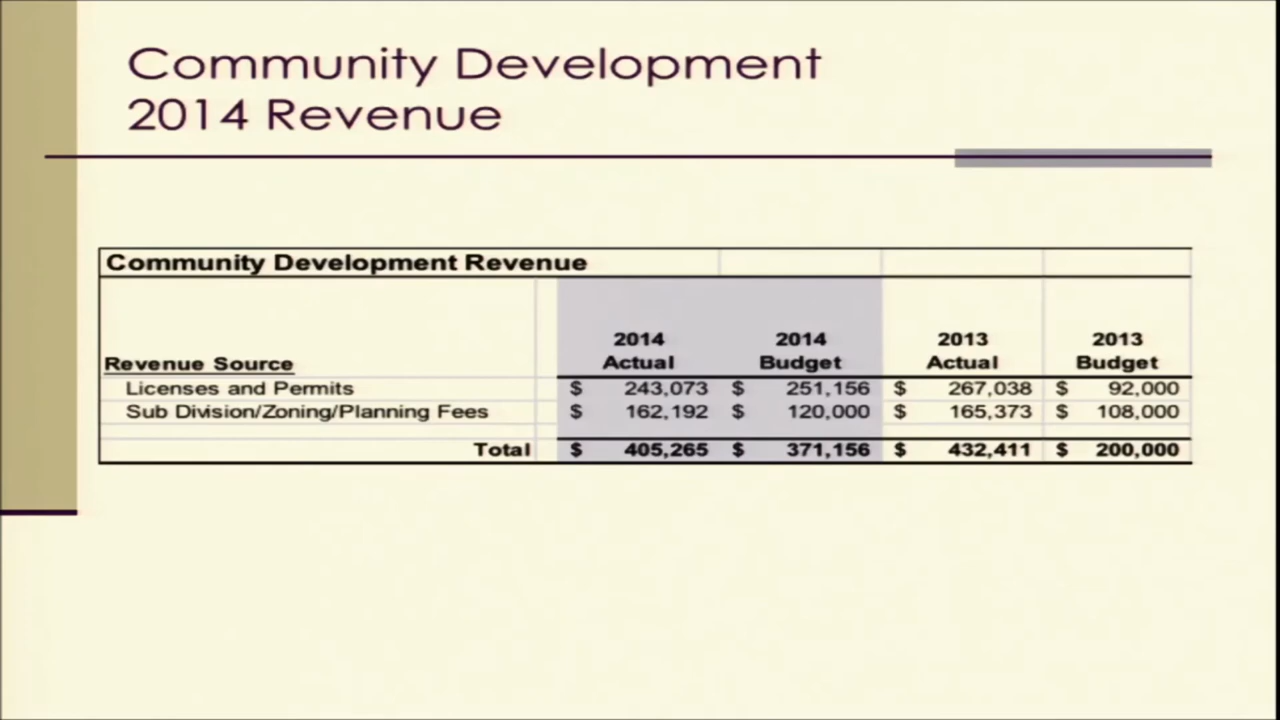 Community Development
2014 Revenue
Community Development Revenue
2014 2014 2013 2013
Revenue Source Actual Budget Actual Budget
Licenses and Permits $ 243,073 $ 251,156 $ 267,038 $ 92,000
Sub Division/Zoning/Planning Fees $ 162,192 $ 120,000 $ 165,373 $ 108,000
Total $ 405,265 $ 371,156 $ 432,411 $ 200,000